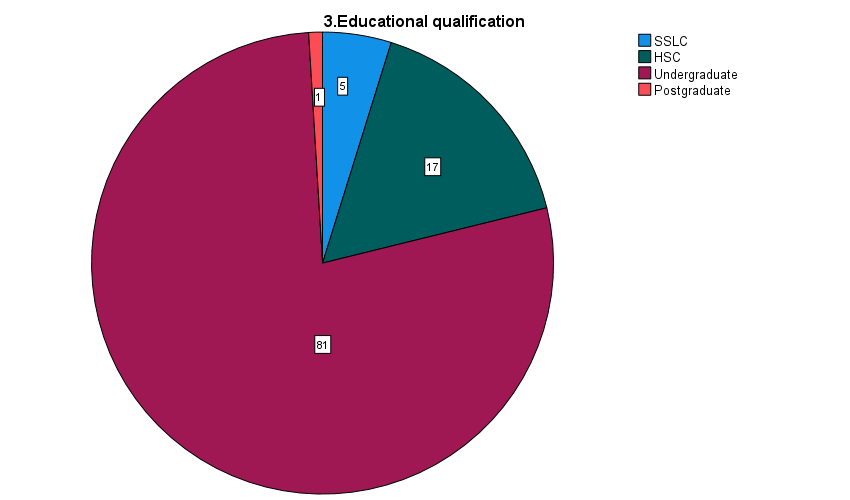 3.Educational qualification
SSLC
HSC
Undergraduate
Postgraduate
1
5
17
81